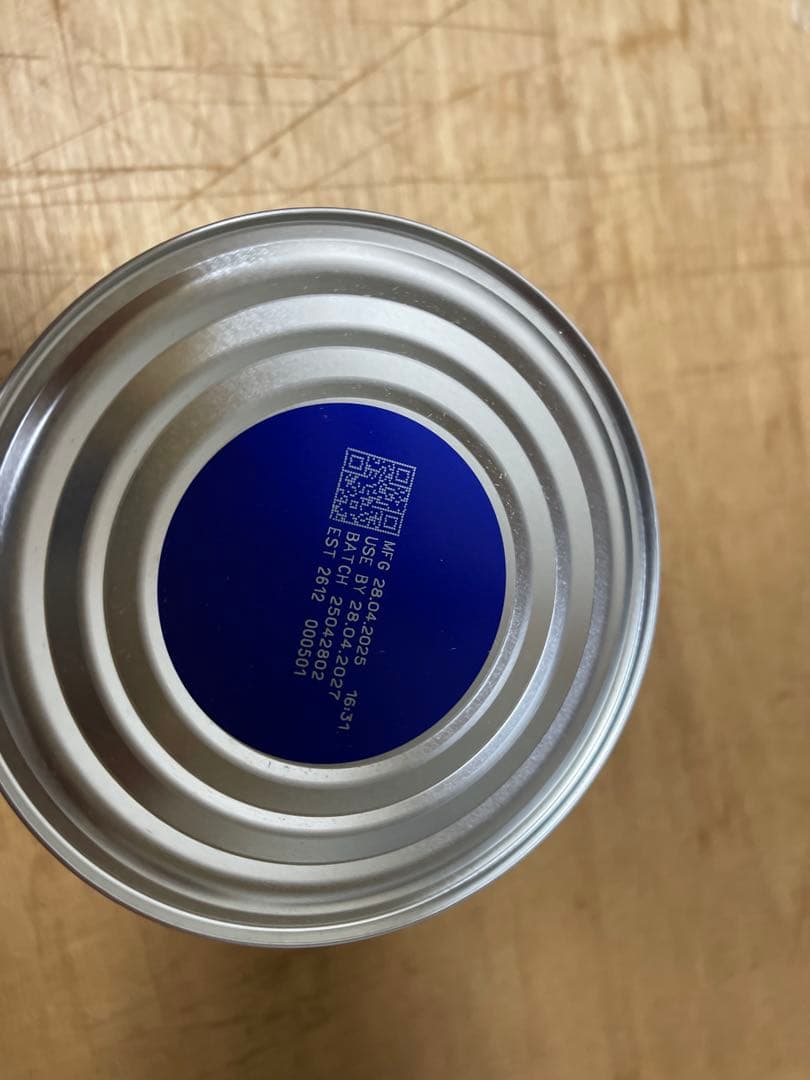 MFG 28.04.2025 16:31
USE BY 28.04.2027
BATCH 25042802
EST 2612 000501